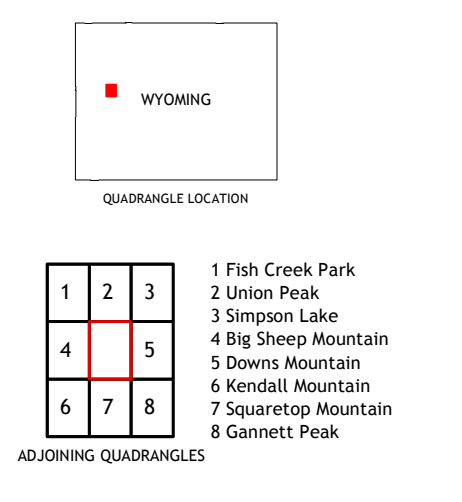 WYOMING
QUADRANGLE LOCATION
1 2 3
4 5
6 7 8
ADJOINING QUADRANGLES
1 Fish Creek Park
2 Union Peak
3 Simpson Lake
4 Big Sheep Mountain
5 Downs Mountain
6 Kendall Mountain
7 Squaretop Mountain
8 Gannett Peak